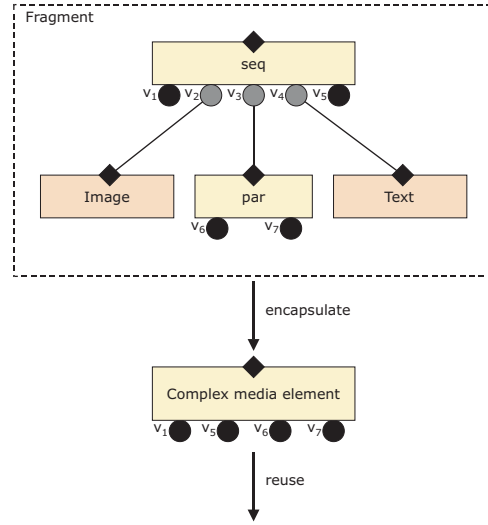 Fragment
seq
v1 v2 v3 v4 v5
Image par Text
v6 v7
encapsulate
Complex media element
v1 v5 v6 v7
reuse